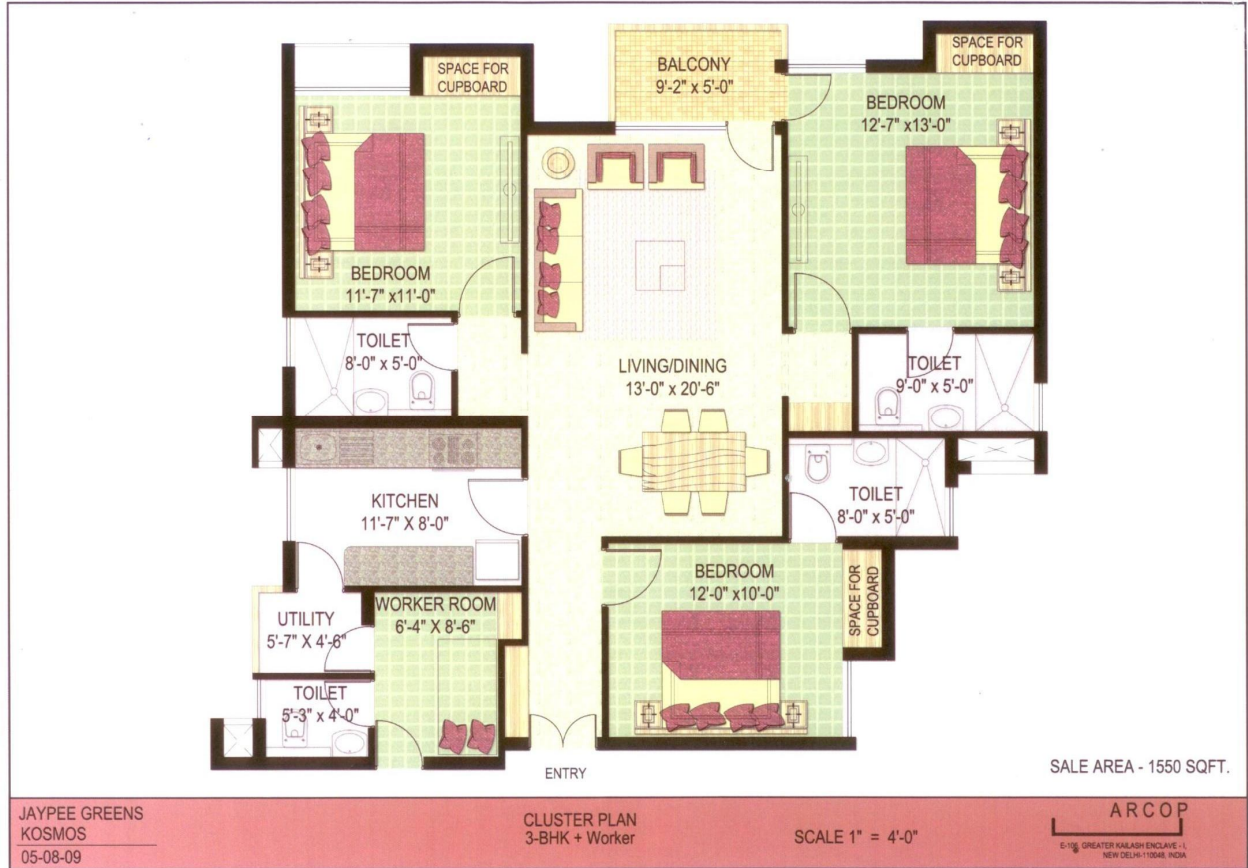 SPACE FOR
CUPBOARD
BALCONY
9'-2" x 5'-0"
SPACE FOR
CUPBOARD
BEDROOM
12'-7" x13'-0"
BEDROOM
11'-7" x11'-0"
TOILET
8'-0" x 5'-0"
LIVING/DINING
13'-0" x 20'-6"
TOILET
9'-0" x 5'-0"
KITCHEN
11'-7" X 8'-0"
TOILET
8'-0" x 5'-0"
BEDROOM
12'-0" x10'-0"
SPACE FOR
CUPBOARD
UTILITY
5'-7" X 4'-6"
WORKER ROOM
6'-4" X 8'-6"
TOILET
5'-3" x 4'-0"
ENTRY
SALE AREA - 1550 SQFT.
JAYPEE GREENS
KOSMOS
05-08-09
CLUSTER PLAN
3-BHK + Worker
SCALE 1" = 4'-0"
ARCOP
E-106, GREATER KAILASH ENCLAVE - I,
NEW DELHI-110048, INDIA